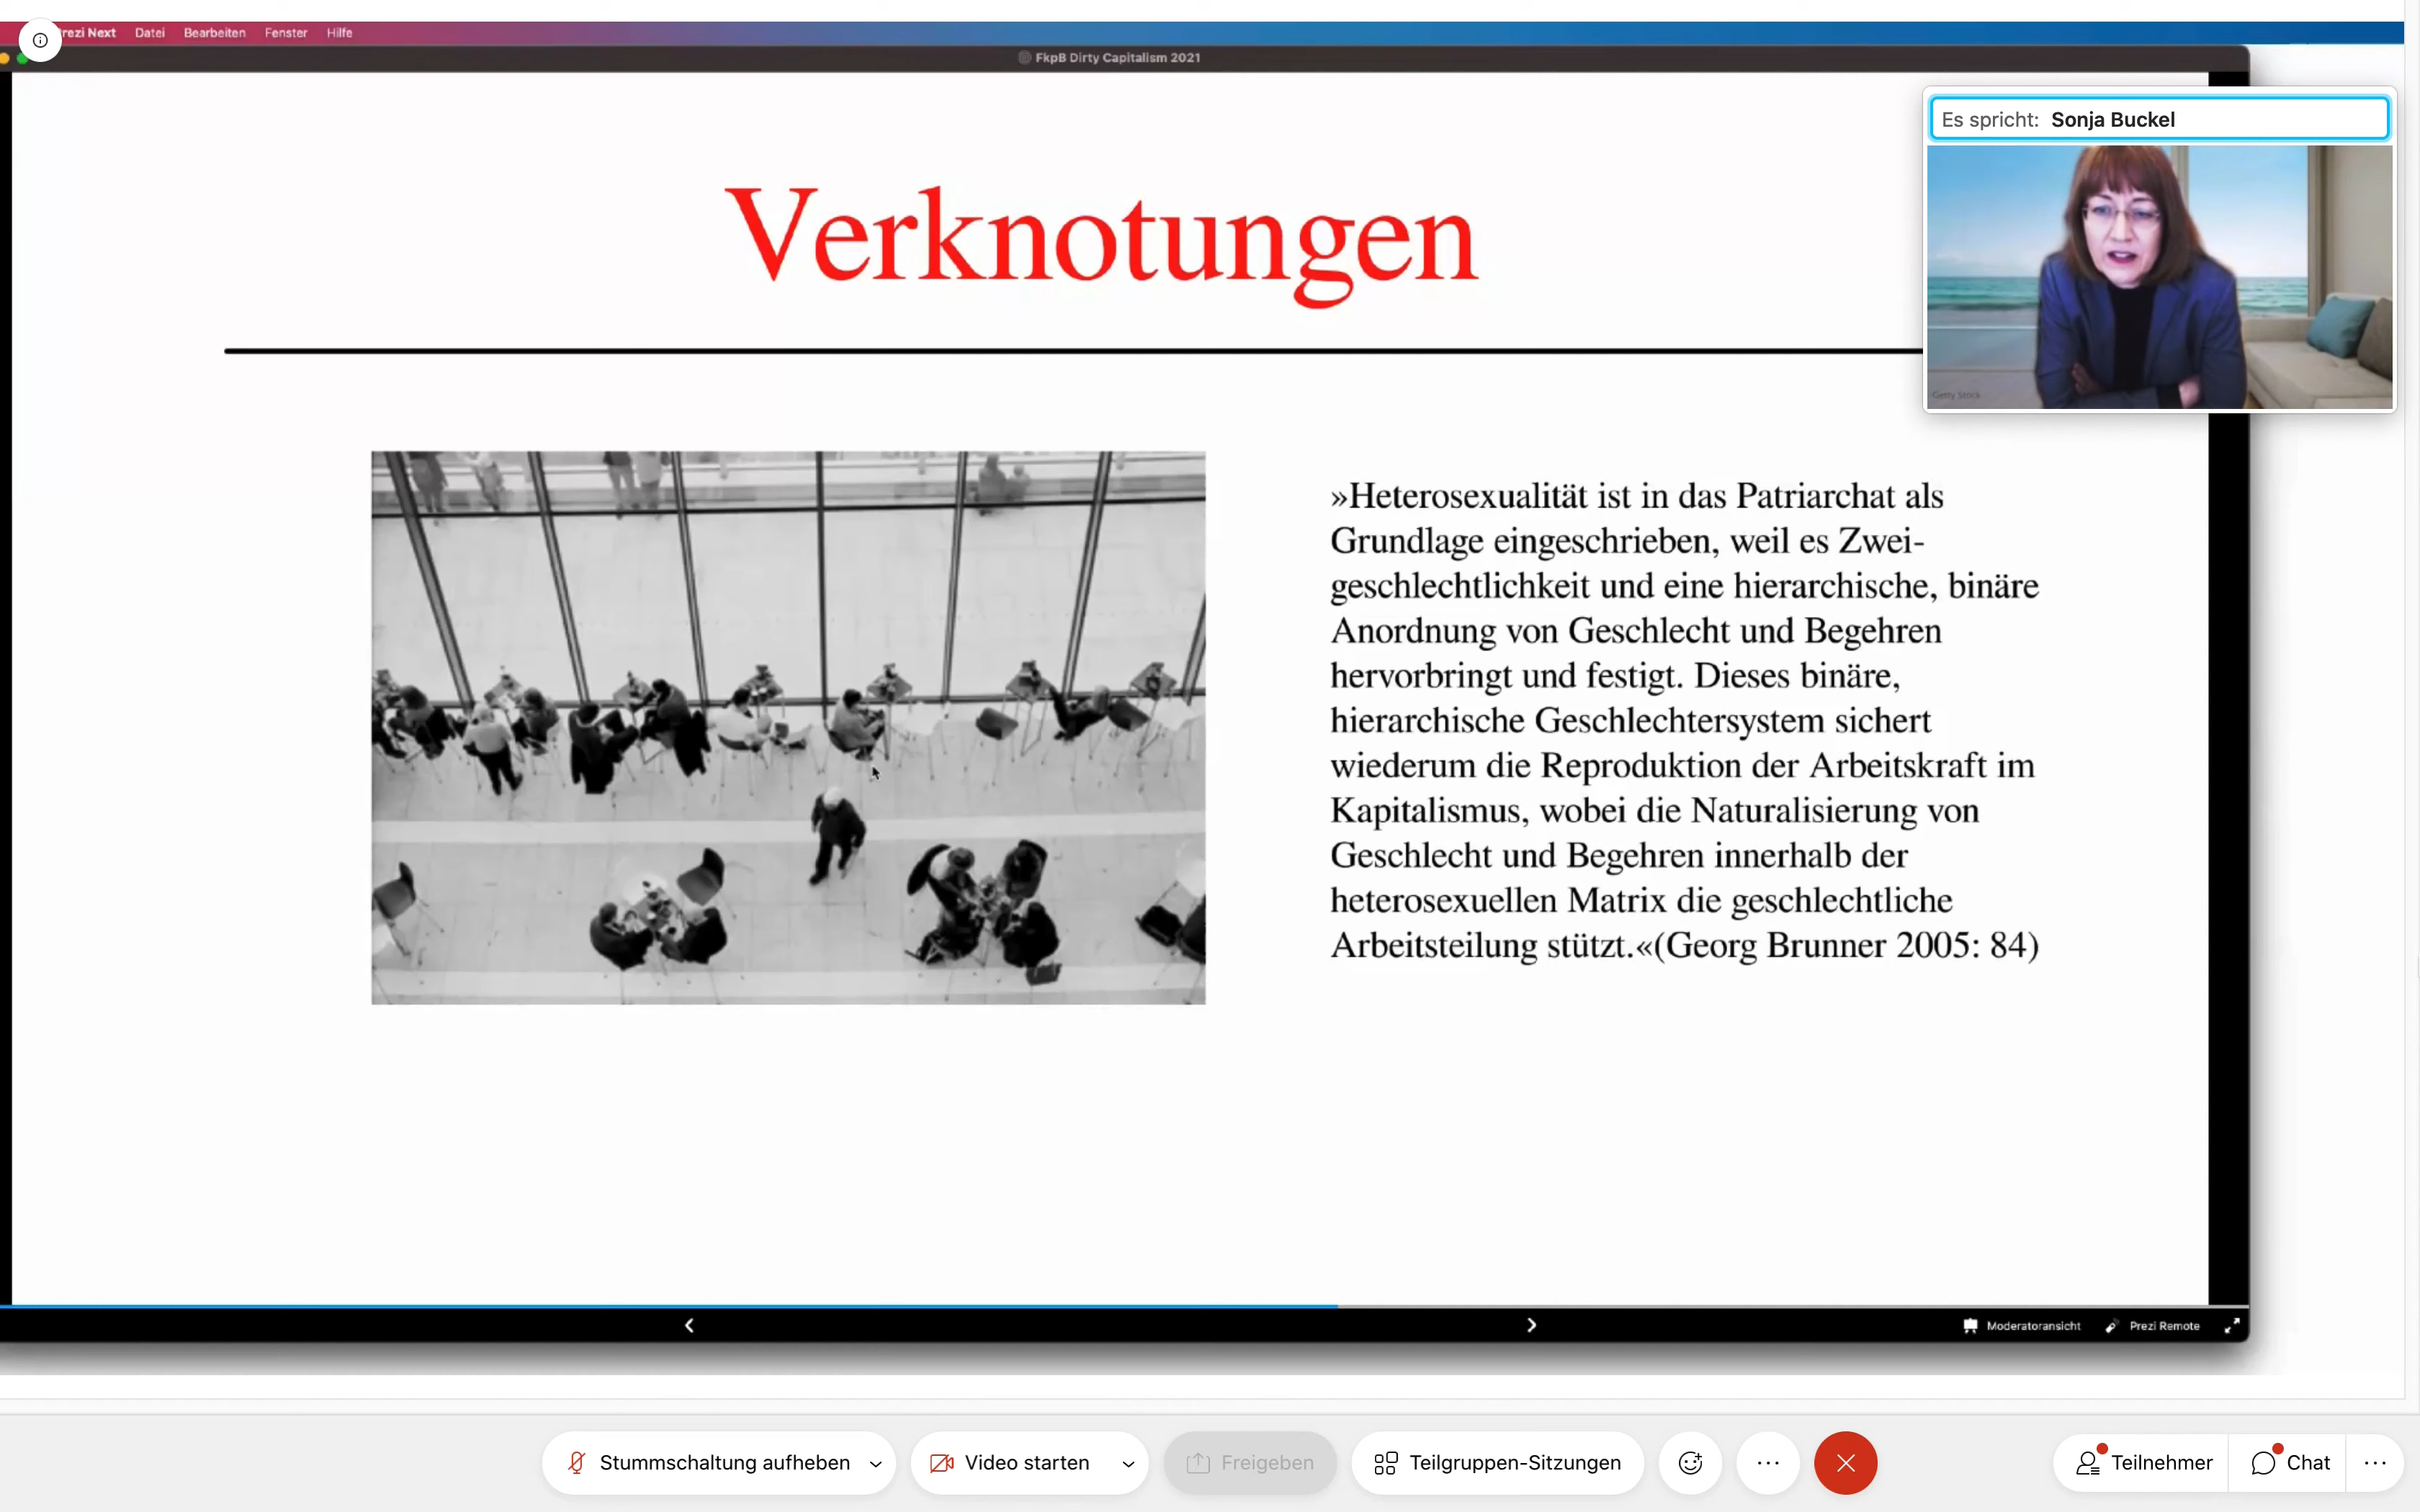 rezi Next Datei Bearbeiten Fenster Hilfe
FkpB Dirty Capitalism 2021
Es spricht: Sonja Buckel
Getty Stock
Verknotungen
»Heterosexualität ist in das Patriarchat als
Grundlage eingeschrieben, weil es Zwei-
geschlechtlichkeit und eine hierarchische, binäre
Anordnung von Geschlecht und Begehren
hervorbringt und festigt. Dieses binäre,
hierarchische Geschlechtersystem sichert
wiederum die Reproduktion der Arbeitskraft im
Kapitalismus, wobei die Naturalisierung von
Geschlecht und Begehren innerhalb der
heterosexuellen Matrix die geschlechtliche
Arbeitsteilung stützt.«(Georg Brunner 2005: 84)
Moderatoransicht Prezi Remote
Stummschaltung aufheben Video starten Freigeben Teilgruppen-Sitzungen Teilnehmer Chat